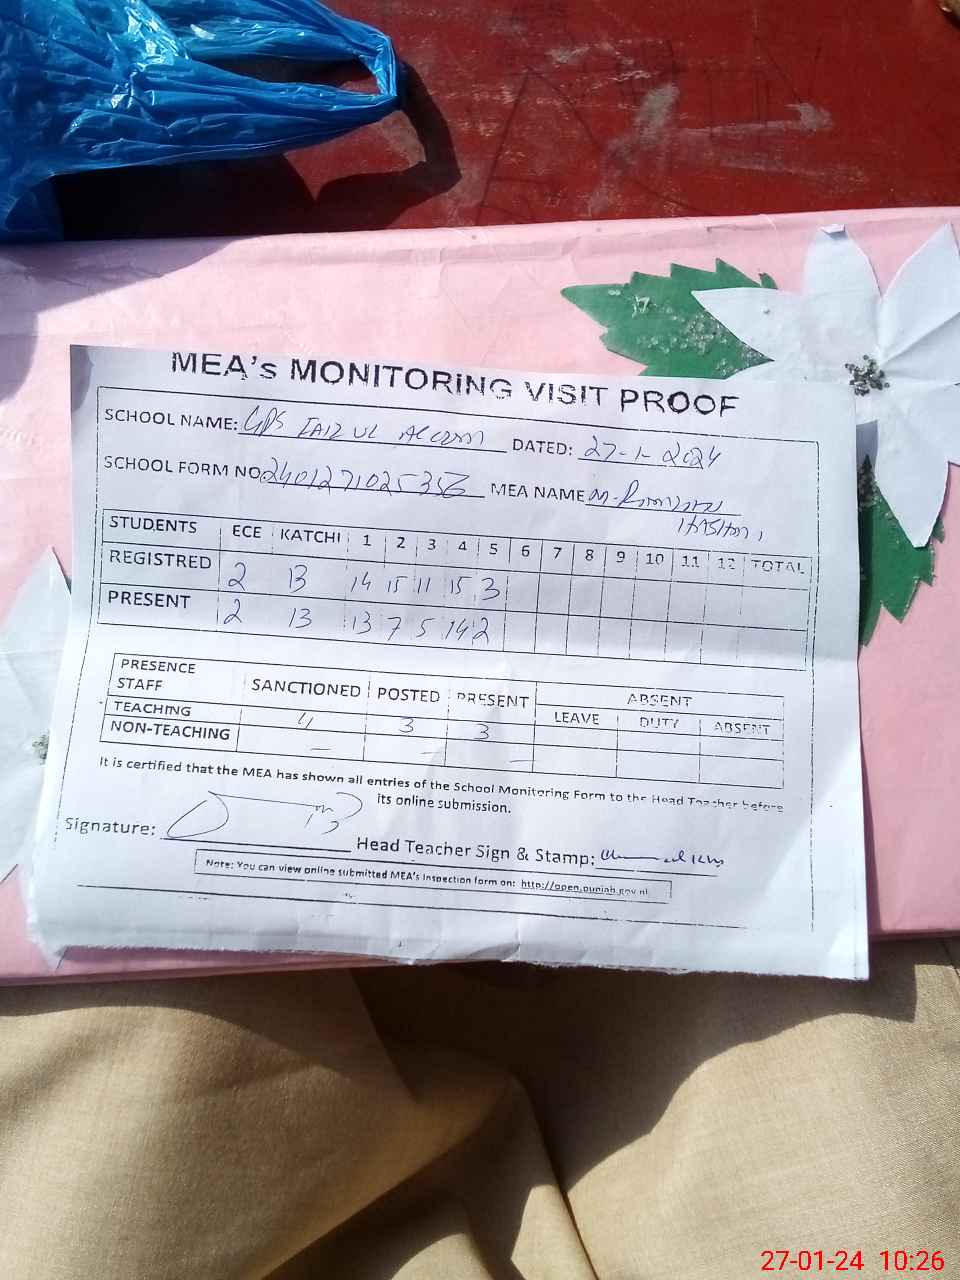 MEA's MONITORING VISIT PROOF
SCHOOL NAME: GPS FAIZ UL DATED: 27-1-2024
SCHOOL FORM NO MEA NAME M.
HASHMI
STUDENTS ECE KATCHI 1 2 3 4 5 6 7 8 9 10 11 12 TOTAL
REGISTRED 2 13 14 15 11 15 3
PRESENT 2 13 13 7 5 14 2
PRESENCE STAFF SANCTIONED POSTED PRESENT ABSENT
LEAVE DUTY ABSENT
TEACHING 4 3 3
NON-TEACHING — — —
It is certified that the MEA has shown all entries of the School Monitoring Form to the Head Teacher before
its online submission.
Signature:
Head Teacher Sign & Stamp:
Note: You can view online submitted MEA's Inspection form on: http://open.punjab.gov.pk
27-01-24 10:26